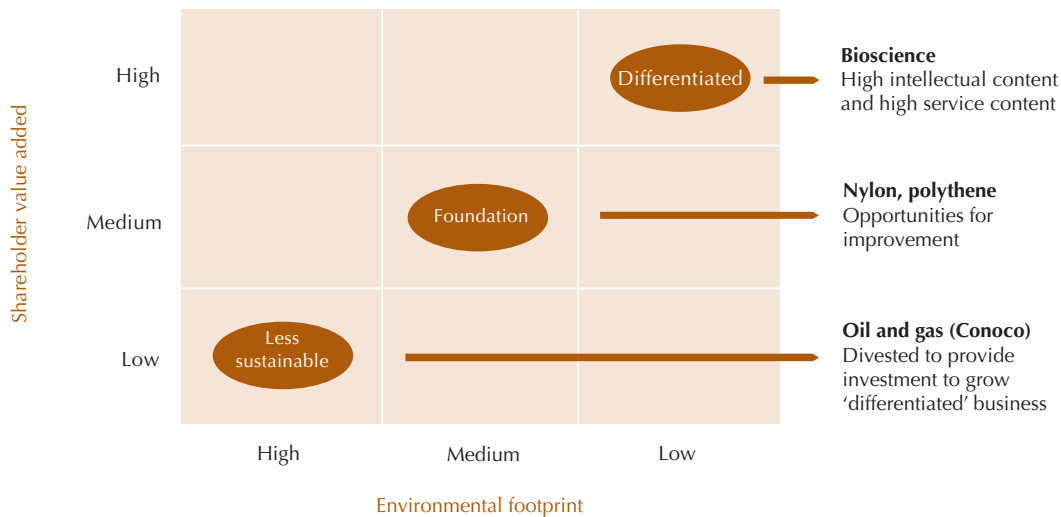 Shareholder value added
High
Differentiated
Bioscience
High intellectual content
and high service content
Medium
Foundation
Nylon, polythene
Opportunities for
improvement
Low
Less
sustainable
Oil and gas (Conoco)
Divested to provide
investment to grow
‘differentiated’ business
High
Medium
Low
Environmental footprint